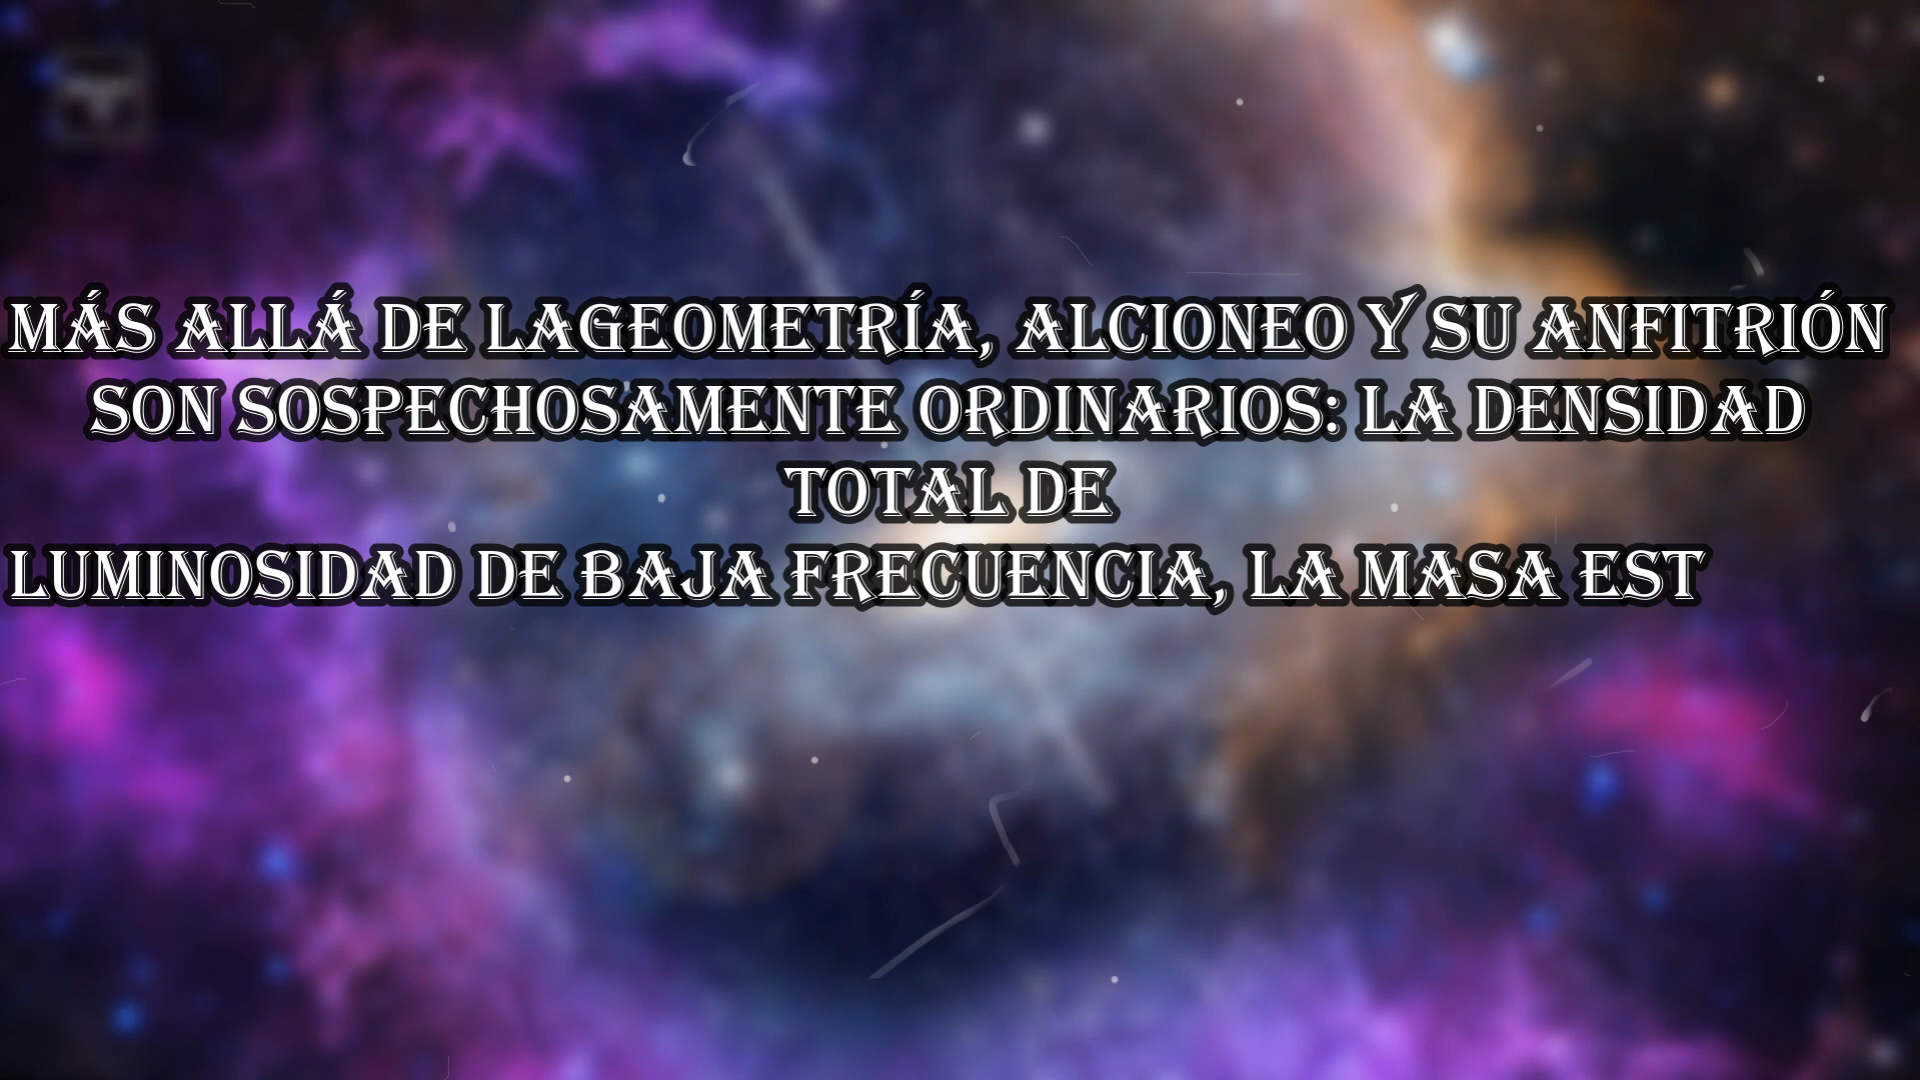 MÁS ALLÁ DE LAGEOMETRÍA, ALCIONEO Y SU ANFITRIÓN
SON SOSPECHOSAMENTE ORDINARIOS: LA DENSIDAD
TOTAL DE
LUMINOSIDAD DE BAJA FRECUENCIA, LA MASA EST